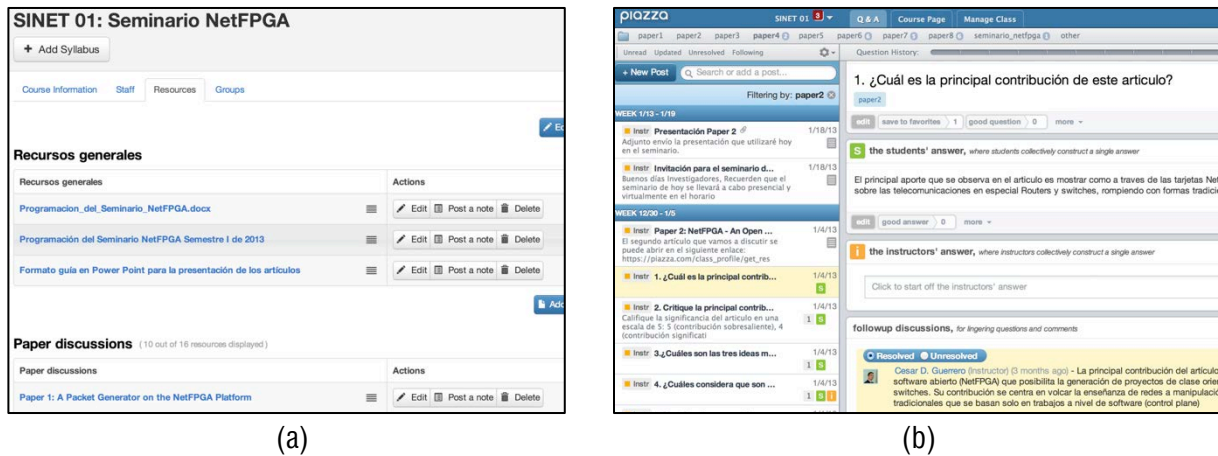 SINET 01: Seminario NetFPGA
+ Add Syllabus
Course Information Staff Resources Groups
Recursos generales
Recursos generales Actions
Programacion_del_Seminario_NetFPGA.docx Edit Post a note Delete
Programación del Seminario NetFPGA Semestre I de 2013 Edit Post a note Delete
Formato guía en Power Point para la presentación de los artículos Edit Post a note Delete
Add
Paper discussions (10 out of 16 resources displayed)
Paper discussions Actions
Paper 1: A Packet Generator on the NetFPGA Platform Edit Post a note Delete
(a)
piazza SINET 01 3 Q & A Course Page Manage Class
paper1 paper2 paper3 paper4 paper5 paper6 paper7 paper8 seminario_netfpga other
Unread Updated Unresolved Following
+ New Post Search or add a post...
Filtering by: paper2
WEEK 1/13 - 1/19
Instr Presentación Paper 2 1/18/13
Adjunto envío la presentación que utilizaré hoy
en el seminario.
Instr Invitación para el seminario d... 1/18/13
Buenos días Investigadores, Recuerden que el
seminario de hoy se llevará a cabo presencial y
virtualmente en el horario
WEEK 12/30 - 1/5
Instr Paper 2: NetFPGA - An Open ... 1/4/13
El segundo artículo que vamos a discutir se
puede abrir en el siguiente enlace:
https://piazza.com/class_profile/get_res
Instr 1. ¿Cuál es la principal contrib... 1/4/13
S
Instr 2. Critique la principal contrib... 1/4/13
Califique la significancia del articulo en una
escala de 5: 5 (contribución sobresaliente), 4
(contribución significati
1 S
Instr 3.¿Cuáles son las tres ideas m... 1/4/13
1 S
Instr 4. ¿Cuáles considera que son ... 1/4/13
1 S i
Question History:
1. ¿Cuál es la principal contribución de este articulo?
paper2
edit save to favorites 1 good question 0 more
S the students' answer, where students collectively construct a single answer
El principal aporte que se observa en el articulo es mostrar como a traves de las tarjetas Net
sobre las telecomunicaciones en especial Routers y switches, rompiendo con formas tradici
edit good answer 0 more
i the instructors' answer, where instructors collectively construct a single answer
Click to start off the instructors' answer
followup discussions, for lingering questions and comments
Resolved Unresolved
Cesar D. Guerrero (Instructor) (3 months ago) - La principal contribución del artículo
software abierto (NetFPGA) que posibilita la generación de proyectos de clase orie
switches. Su contribución se centra en volcar la enseñanza de redes a manipulació
tradicionales que se basan solo en trabajos a nivel de software (control plane)
(b)